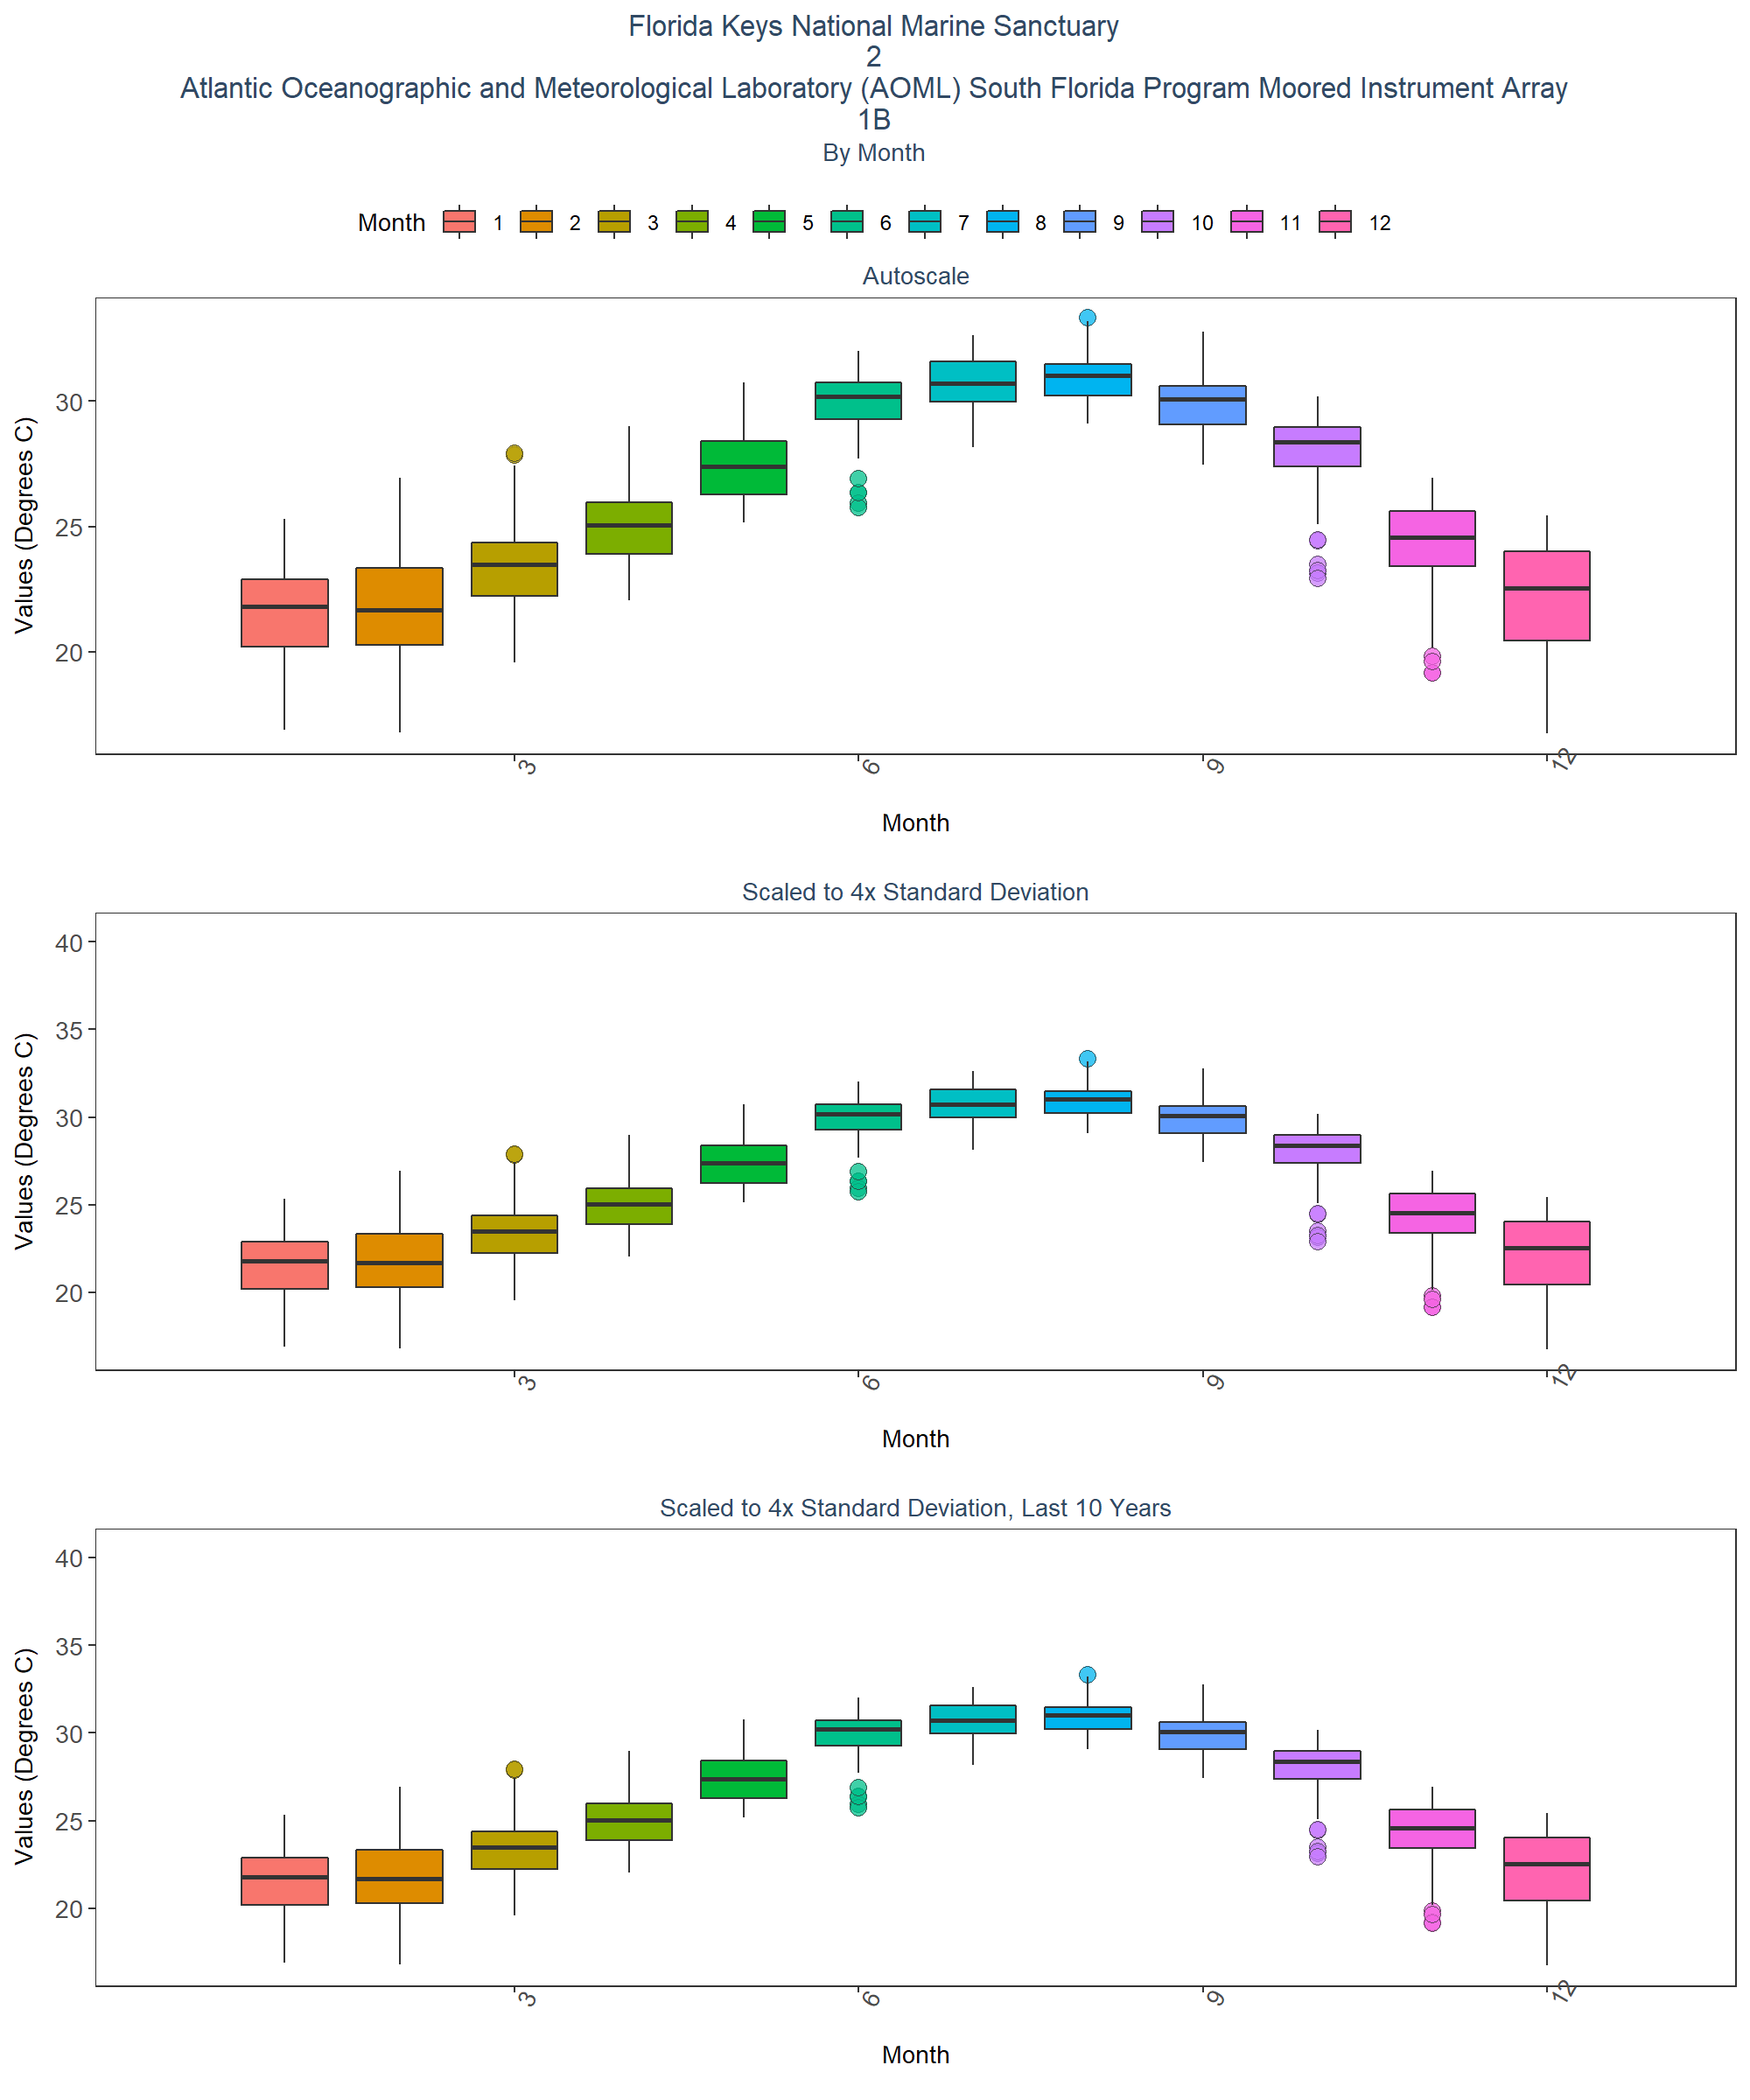 Florida Keys National Marine Sanctuary
2
Atlantic Oceanographic and Meteorological Laboratory (AOML) South Florida Program Moored Instrument Array
1B
By Month
Month 1 2 3 4 5 6 7 8 9 10 11 12
Autoscale
Values (Degrees C)
30
25
20
3 6 9 12
Month
Scaled to 4x Standard Deviation
Values (Degrees C)
40
35
30
25
20
3 6 9 12
Month
Scaled to 4x Standard Deviation, Last 10 Years
Values (Degrees C)
40
35
30
25
20
3 6 9 12
Month